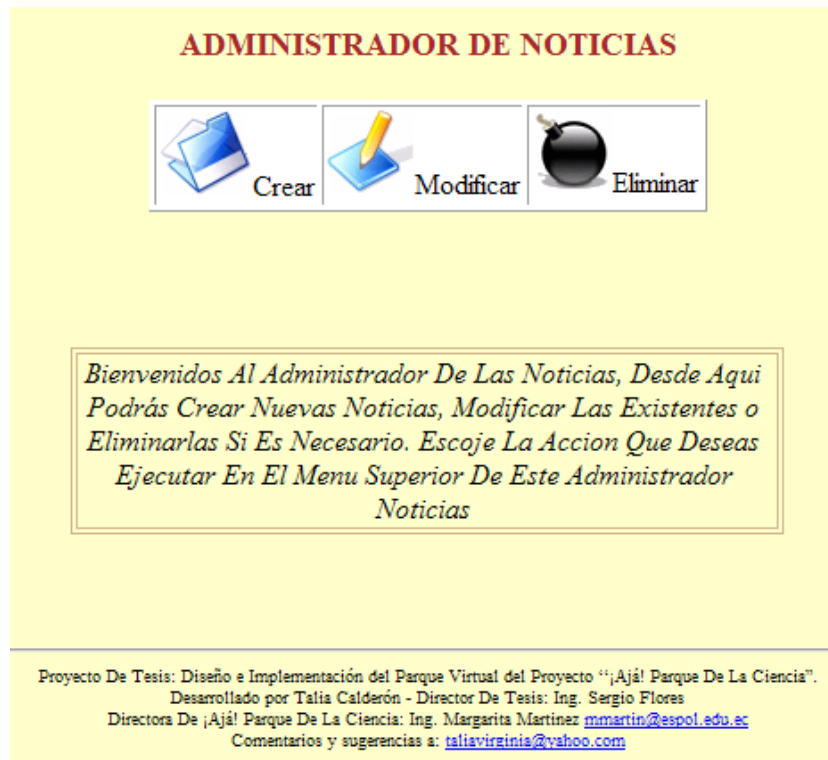 ADMINISTRADOR DE NOTICIAS
Crear Modificar Eliminar
Bienvenidos Al Administrador De Las Noticias, Desde Aqui
Podrás Crear Nuevas Noticias, Modificar Las Existentes o
Eliminarlas Si Es Necesario. Escoje La Accion Que Deseas
Ejecutar En El Menu Superior De Este Administrador
Noticias
Proyecto De Tesis: Diseño e Implementación del Parque Virtual del Proyecto “¡Ajá! Parque De La Ciencia”.
Desarrollado por Talia Calderón - Director De Tesis: Ing. Sergio Flores
Directora De ¡Ajá! Parque De La Ciencia: Ing. Margarita Martinez mmartin@espol.edu.ec
Comentarios y sugerencias a: taliavirginia@yahoo.com